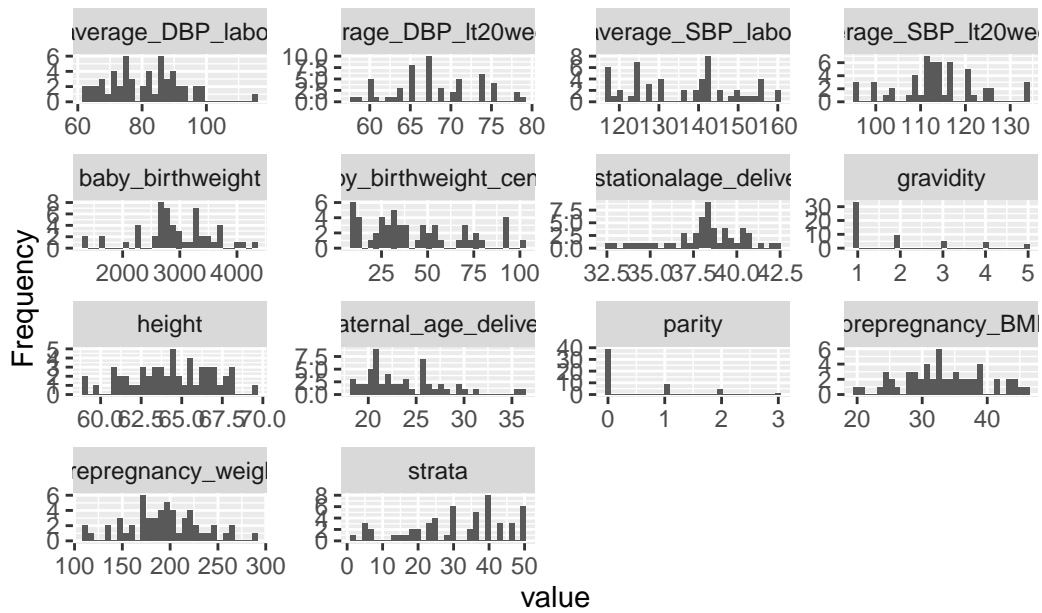 average_DBP_labo rage_DBP_lt20wee average_SBP_labo erage_SBP_lt20wee
6 4 2 0 10.0 7.5 5.0 2.5 0.0 8 6 4 2 0 8 6 4 2 0
60 80 100 60 65 70 75 80 120 130 140 150 160 100 110 120 130
baby_birthweight by_birthweight_cen stationalage_delive gravidity
8 6 4 2 0 6 4 2 0 7.5 5.0 2.5 0.0 30 20 10 0
2000 3000 4000 25 50 75 100 32.5 35.0 37.5 40.0 42.5 1 2 3 4 5
Frequency
height aternal_age_delive parity prepregnancy_BMI
5 4 3 2 1 0 7.5 5.0 2.5 0.0 40 30 20 10 0 6 4 2 0
60.0 62.5 65.0 67.5 70.0 20 25 30 35 0 1 2 3 20 30 40
repregnancy_weigh strata
6 4 2 0 8 6 4 2 0
100 150 200 250 300 0 10 20 30 40 50
value